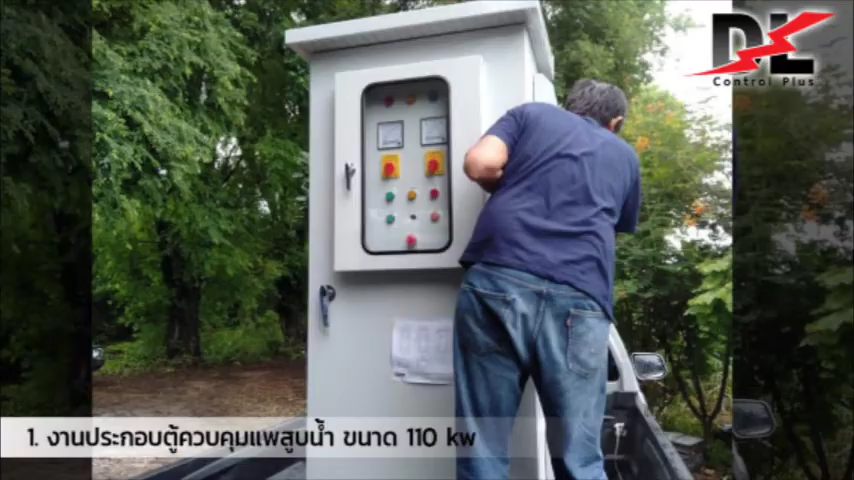 DL
Control Plus
1. งานประกอบตู้ควบคุมแพสูบน้ำ ขนาด 110 kw